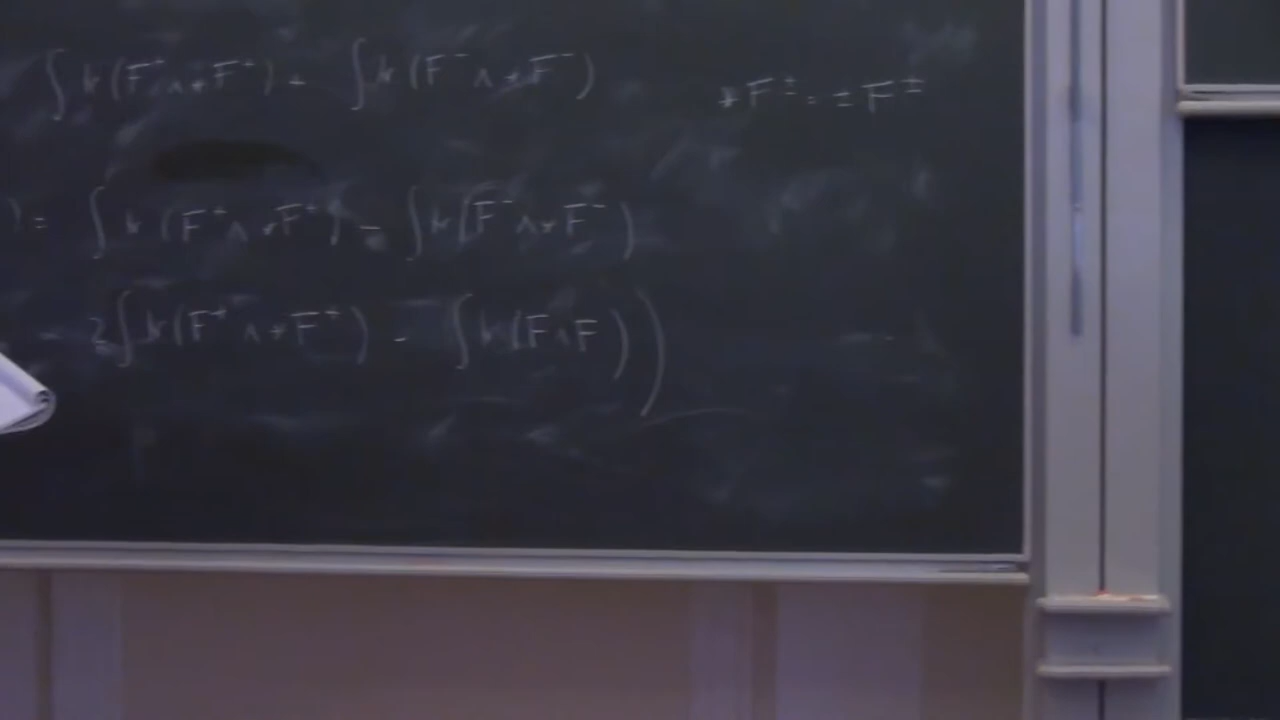 ∫ tr(F⁺∧*F⁺) + ∫ tr(F⁻∧*F⁻) *F^± = ±F^±
) = ∫ tr(F⁺∧*F⁺) - ∫ tr(F⁻∧*F⁻)
2∫ tr(F⁺∧*F⁺) - ∫ tr(F∧F))